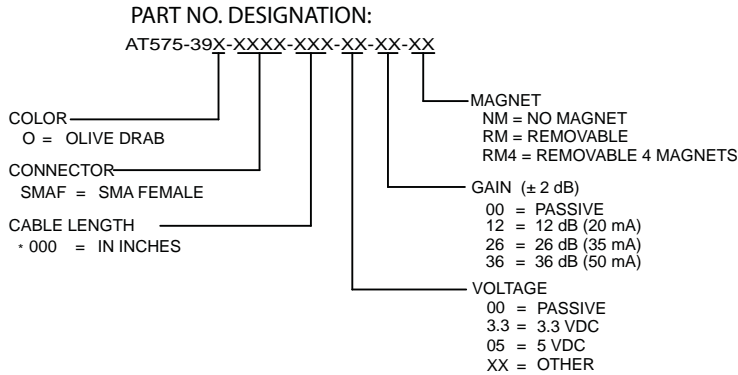 PART NO. DESIGNATION:
AT575-39X-XXXX-XXX-XX-XX-XX
COLOR
O = OLIVE DRAB
CONNECTOR
SMAF = SMA FEMALE
CABLE LENGTH
* 000 = IN INCHES
MAGNET
NM = NO MAGNET
RM = REMOVABLE
RM4 = REMOVABLE 4 MAGNETS
GAIN (± 2 dB)
00 = PASSIVE
12 = 12 dB (20 mA)
26 = 26 dB (35 mA)
36 = 36 dB (50 mA)
VOLTAGE
00 = PASSIVE
3.3 = 3.3 VDC
05 = 5 VDC
XX = OTHER